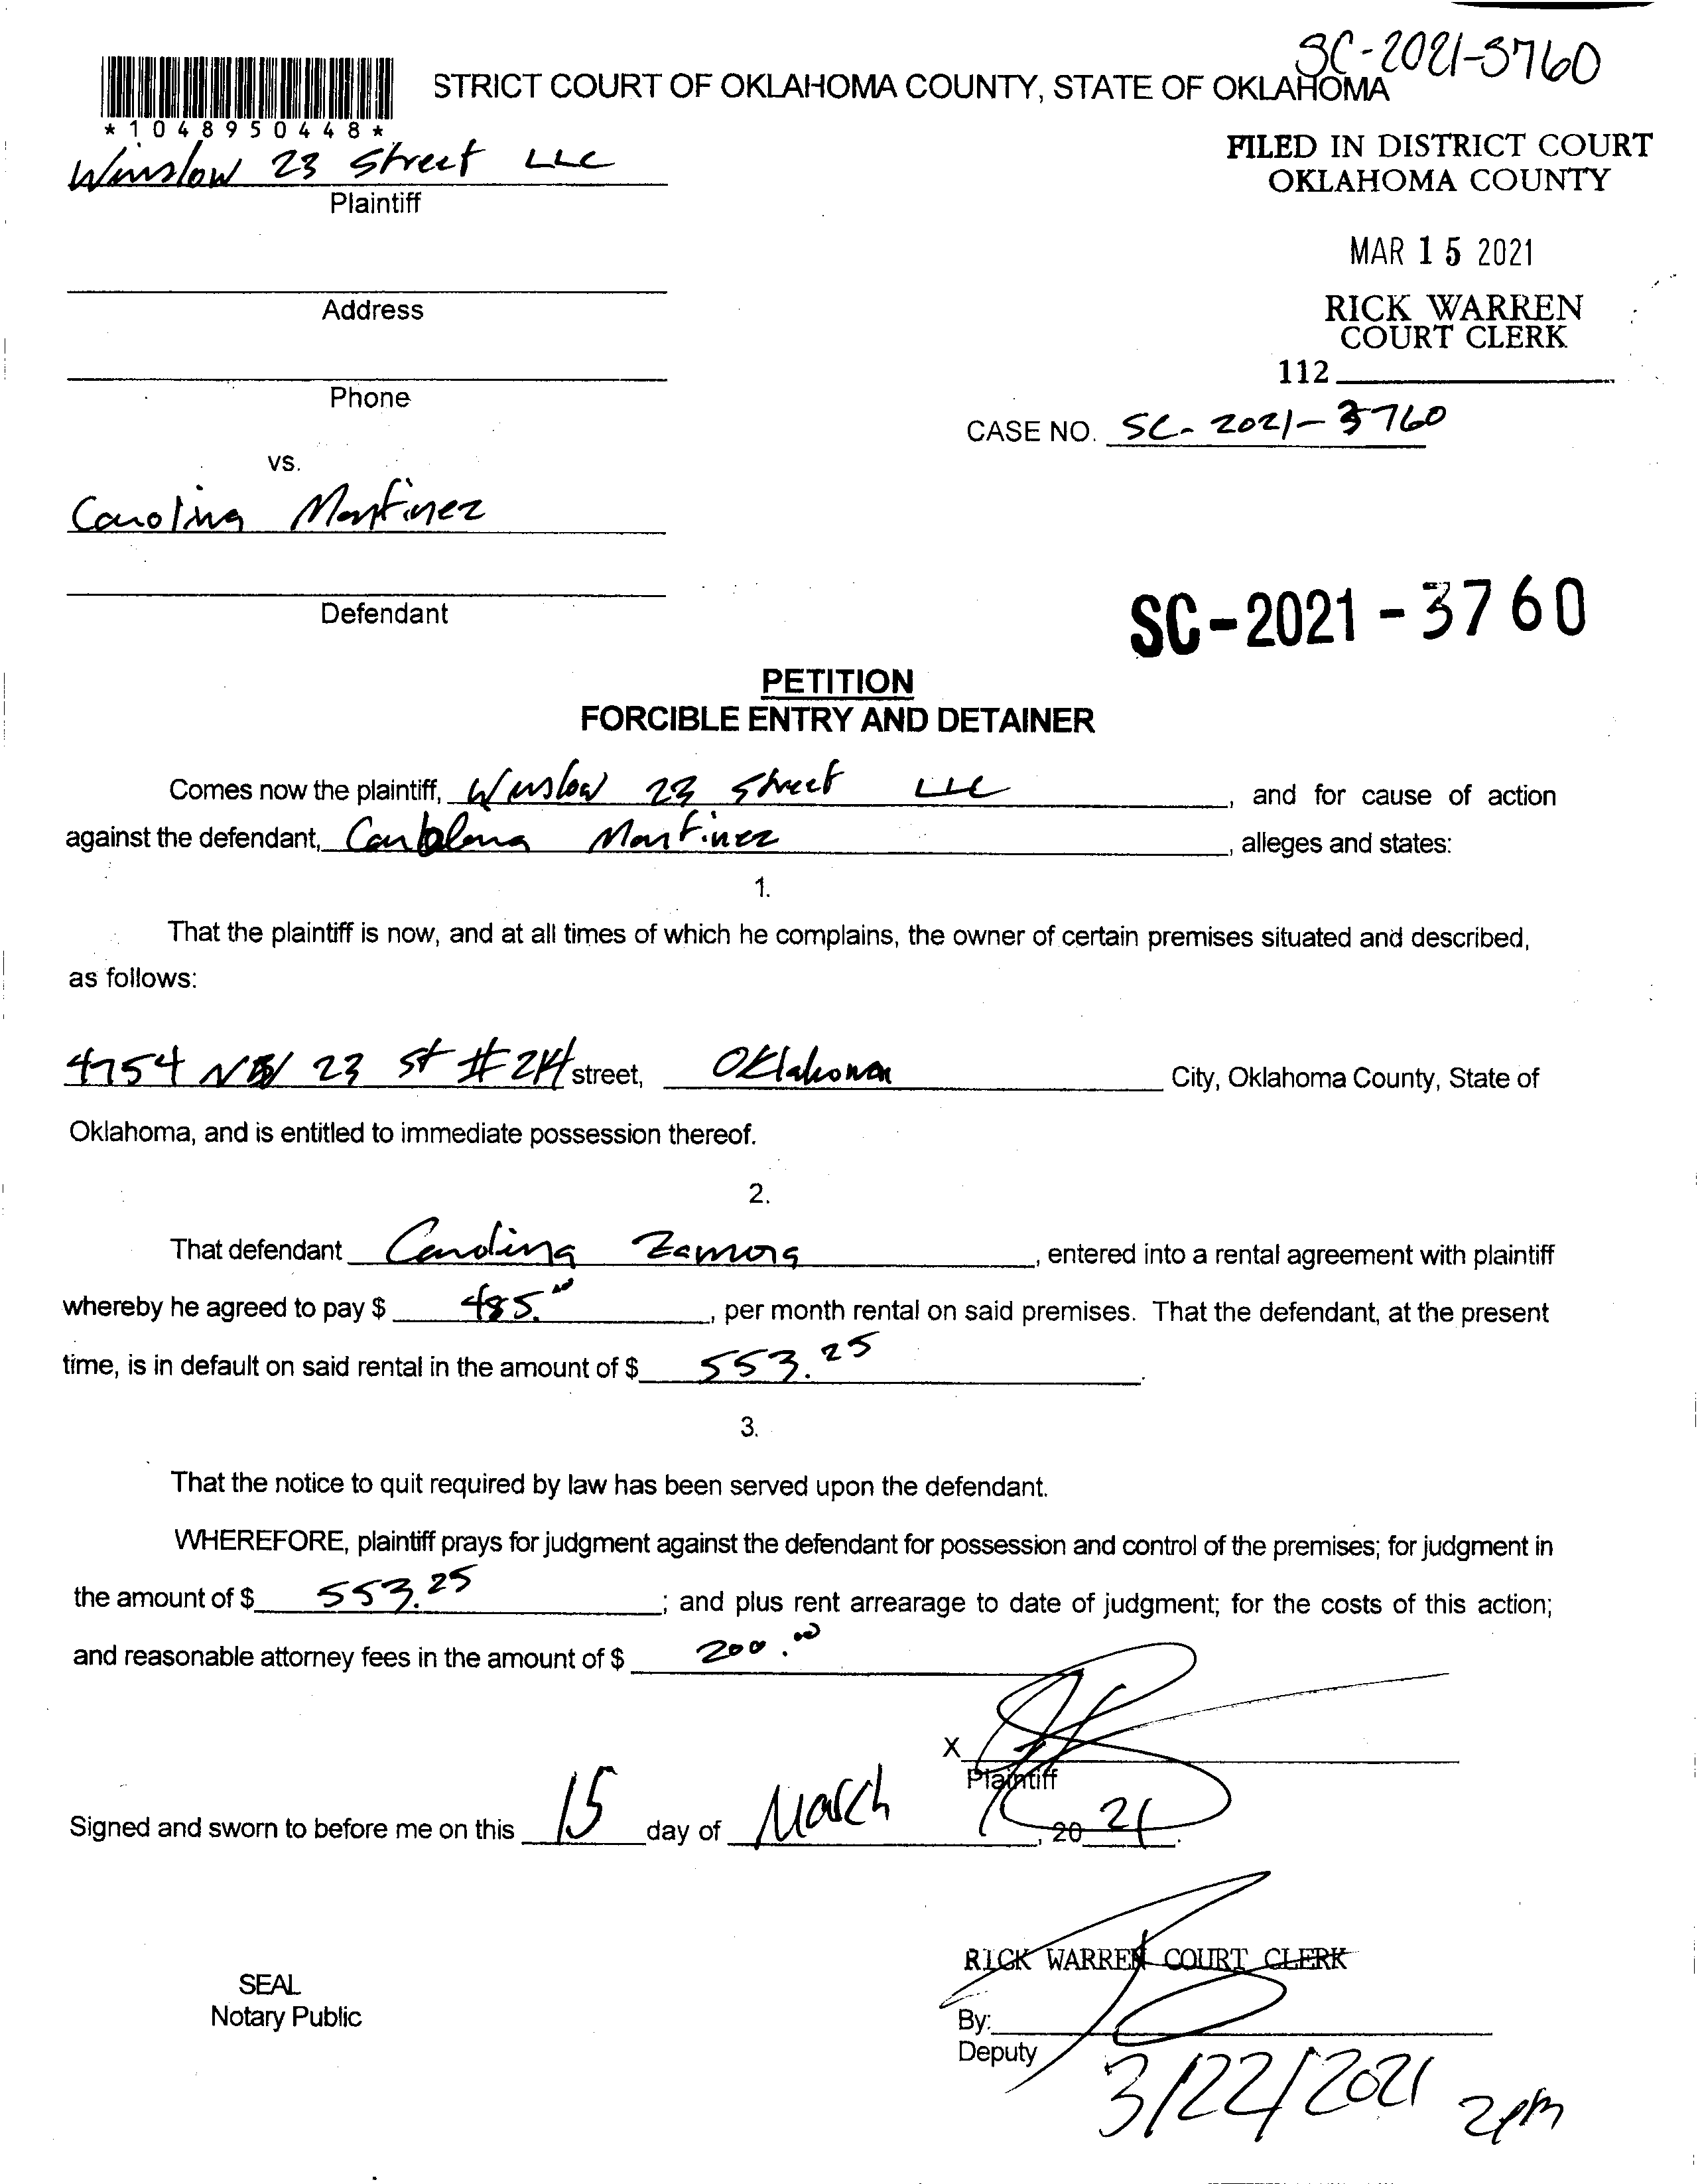 SC-2021-3760
STRICT COURT OF OKLAHOMA COUNTY, STATE OF OKLAHOMA
*1048950448*
FILED IN DISTRICT COURT
OKLAHOMA COUNTY
Winslow 23 Street LLC
Plaintiff
MAR 15 2021
Address
RICK WARREN
COURT CLERK
112
Phone
CASE NO. SC-2021-3760
vs.
Carolina Martinez
Defendant
SC-2021-3760
PETITION
FORCIBLE ENTRY AND DETAINER
Comes now the plaintiff, Winslow 23 Street LLC, and for cause of action
against the defendant, Martinez, alleges and states:
1.
That the plaintiff is now, and at all times of which he complains, the owner of certain premises situated and described,
as follows:
4754 NW 23 St # 214 street, Oklahoma City, Oklahoma County, State of
Oklahoma, and is entitled to immediate possession thereof.
2.
That defendant Carolina Zamora, entered into a rental agreement with plaintiff
whereby he agreed to pay $ 485.00, per month rental on said premises. That the defendant, at the present
time, is in default on said rental in the amount of $ 553.25.
3.
That the notice to quit required by law has been served upon the defendant.
WHEREFORE, plaintiff prays for judgment against the defendant for possession and control of the premises; for judgment in
the amount of $ 553.25; and plus rent arrearage to date of judgment; for the costs of this action;
and reasonable attorney fees in the amount of $ 200.00
X
Plaintiff
Signed and sworn to before me on this 15 day of March, 2021.
RICK WARREN COURT CLERK
SEAL
Notary Public
By:
Deputy
3/22/2021 2pm